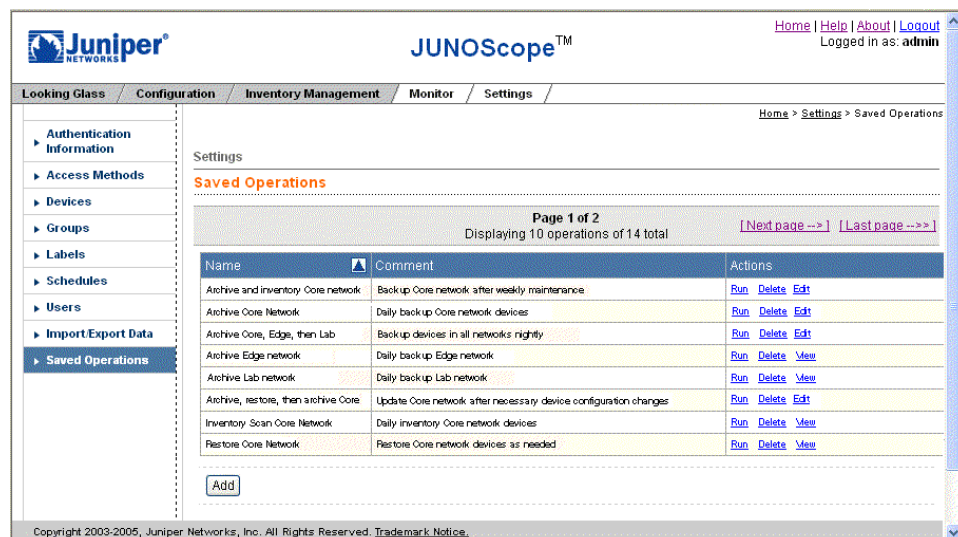 Juniper®
NETWORKS
JUNOScope™
Home | Help | About | Logout
Logged in as: admin
Looking Glass / Configuration / Inventory Management / Monitor / Settings /
Home > Settings > Saved Operations
Authentication Information
Access Methods
Devices
Groups
Labels
Schedules
Users
Import/Export Data
Saved Operations
Settings
Saved Operations
Page 1 of 2
Displaying 10 operations of 14 total
[Next page -->] [Last page -->>]
Name Comment Actions
Archive and inventory Core network Backup Core network after weekly maintenance Run Delete Edit
Archive Core Network Daily backup Core network devices Run Delete Edit
Archive Core, Edge, then Lab Backup devices in all networks nightly Run Delete Edit
Archive Edge network Daily backup Edge network Run Delete View
Archive Lab network Daily backup Lab network Run Delete View
Archive, restore, then archive Core Update Core network after necessary device configuration changes Run Delete Edit
Inventory Scan Core Network Daily inventory Core network devices Run Delete View
Restore Core Network Restore Core network devices as needed Run Delete View
Add
Copyright 2003-2005, Juniper Networks, Inc. All Rights Reserved. Trademark Notice.